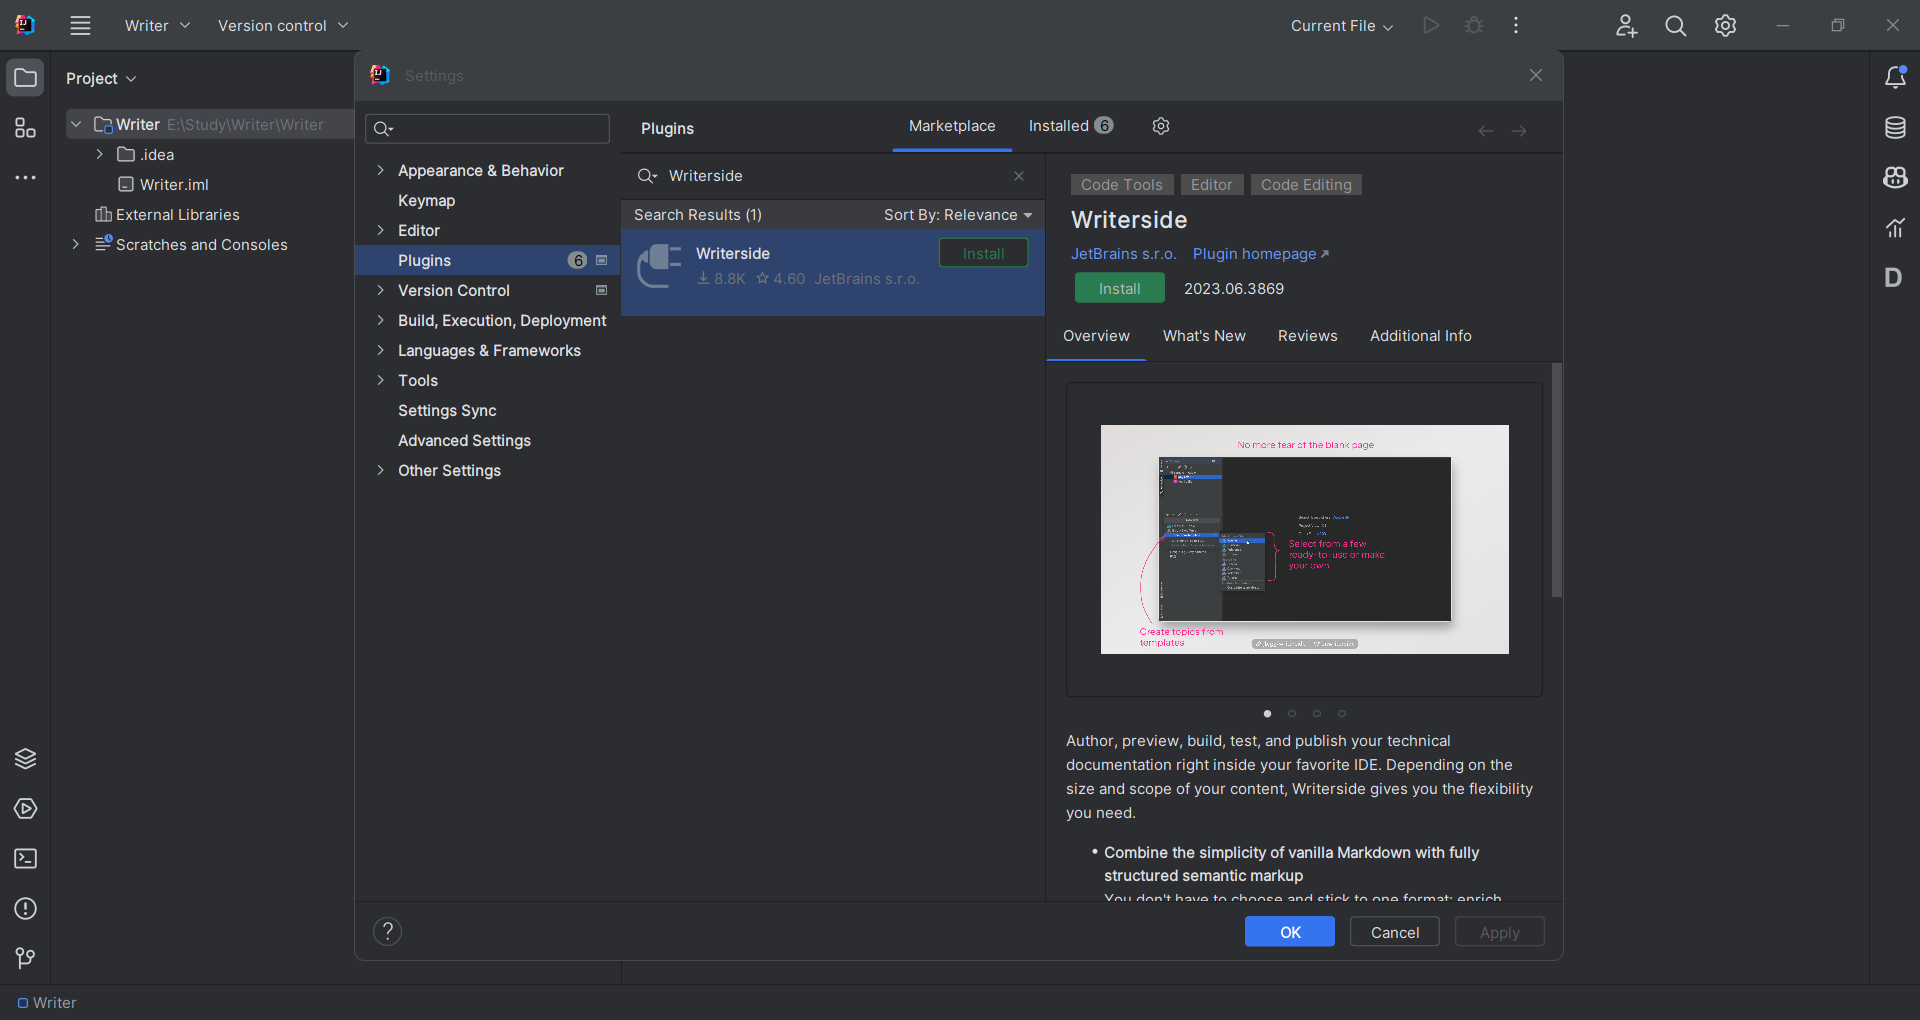 Writer
Version control
Current File
Project
Settings
Writer E:\Study\Writer\Writer
.idea
Writer.iml
External Libraries
Scratches and Consoles
Appearance & Behavior
Keymap
Editor
Plugins 6
Version Control
Build, Execution, Deployment
Languages & Frameworks
Tools
Settings Sync
Advanced Settings
Other Settings
Plugins
Marketplace
Installed 6
Writerside
Search Results (1)
Sort By: Relevance
Writerside
Install
8.8K 4.60 JetBrains s.r.o.
Code Tools
Editor
Code Editing
Writerside
JetBrains s.r.o. Plugin homepage
Install
2023.06.3869
Overview
What's New
Reviews
Additional Info
No more fear of the blank page
Select from a few
ready-to-use or make
your own
Create topics from
templates
Author, preview, build, test, and publish your technical
documentation right inside your favorite IDE. Depending on the
size and scope of your content, Writerside gives you the flexibility
you need.
• Combine the simplicity of vanilla Markdown with fully
structured semantic markup
You don't have to choose and stick to one format: enrich
?
OK
Cancel
Apply
D
Writer